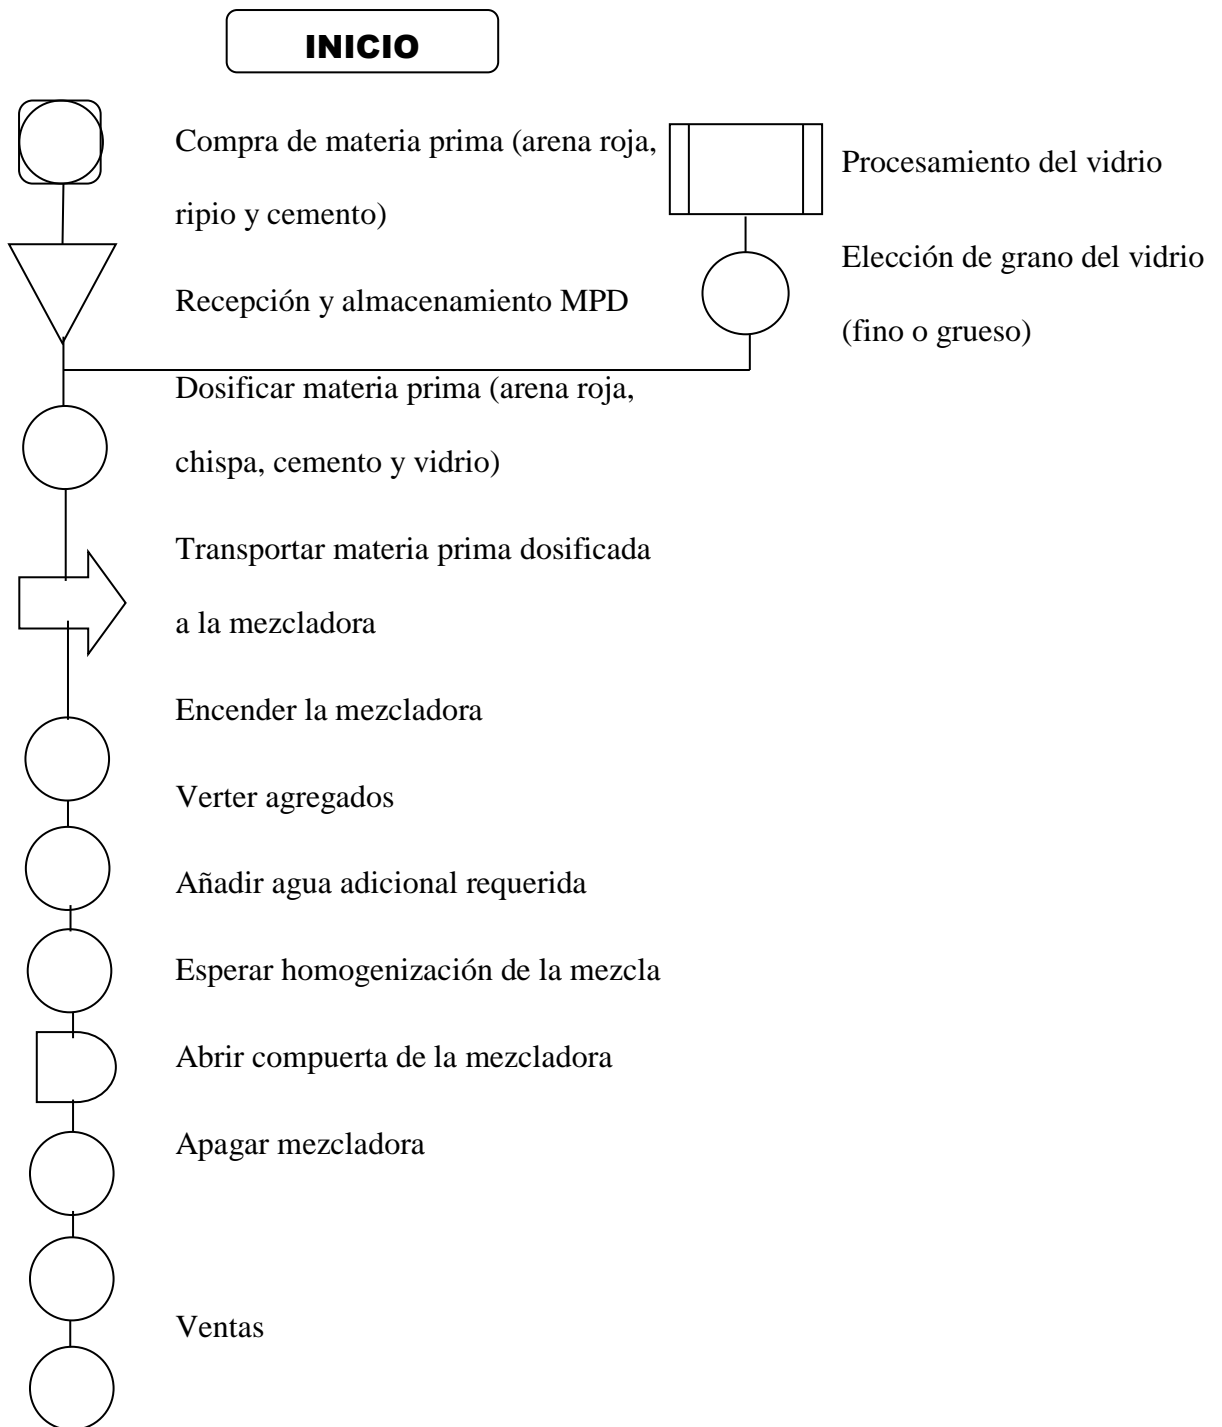 INICIO
Compra de materia prima (arena roja,
ripio y cemento)
Procesamiento del vidrio
Elección de grano del vidrio
(fino o grueso)
Recepción y almacenamiento MPD
Dosificar materia prima (arena roja,
chispa, cemento y vidrio)
Transportar materia prima dosificada
a la mezcladora
Encender la mezcladora
Verter agregados
Añadir agua adicional requerida
Esperar homogenización de la mezcla
Abrir compuerta de la mezcladora
Apagar mezcladora
Ventas